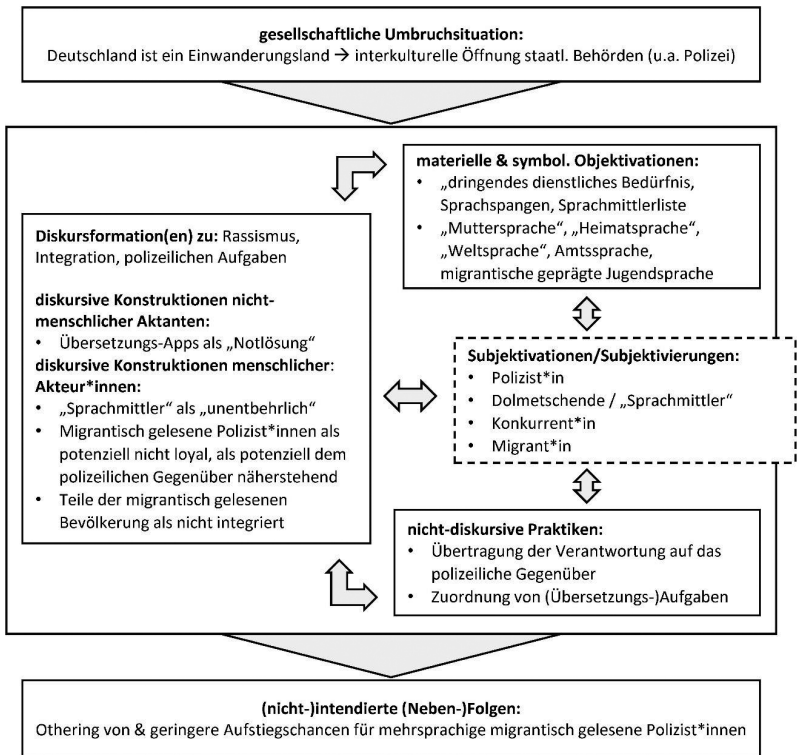 gesellschaftliche Umbruchsituation:
Deutschland ist ein Einwanderungsland → interkulturelle Öffnung staatl. Behörden (u.a. Polizei)
materielle & symbol. Objektivationen:
• „dringendes dienstliches Bedürfnis,
Sprachspangen, Sprachmittlerliste
• „Muttersprache“, „Heimatsprache“,
„Weltsprache“, Amtssprache,
migrantische geprägte Jugendsprache
Diskursformation(en) zu: Rassismus,
Integration, polizeilichen Aufgaben
diskursive Konstruktionen nicht-
menschlicher Aktanten:
• Übersetzungs-Apps als „Notlösung“
diskursive Konstruktionen menschlicher:
Akteur*innen:
• „Sprachmittler“ als „unentbehrlich“
• Migrantisch gelesene Polizist*innen als
potenziell nicht loyal, als potenziell dem
polizeilichen Gegenüber näherstehend
• Teile der migrantisch gelesenen
Bevölkerung als nicht integriert
Subjektivationen/Subjektivierungen:
• Polizist*in
• Dolmetschende / „Sprachmittler“
• Konkurrent*in
• Migrant*in
nicht-diskursive Praktiken:
• Übertragung der Verantwortung auf das
polizeiliche Gegenüber
• Zuordnung von (Übersetzungs-)Aufgaben
(nicht-)intendierte (Neben-)Folgen:
Othering von & geringere Aufstiegschancen für mehrsprachige migrantisch gelesene Polizist*innen